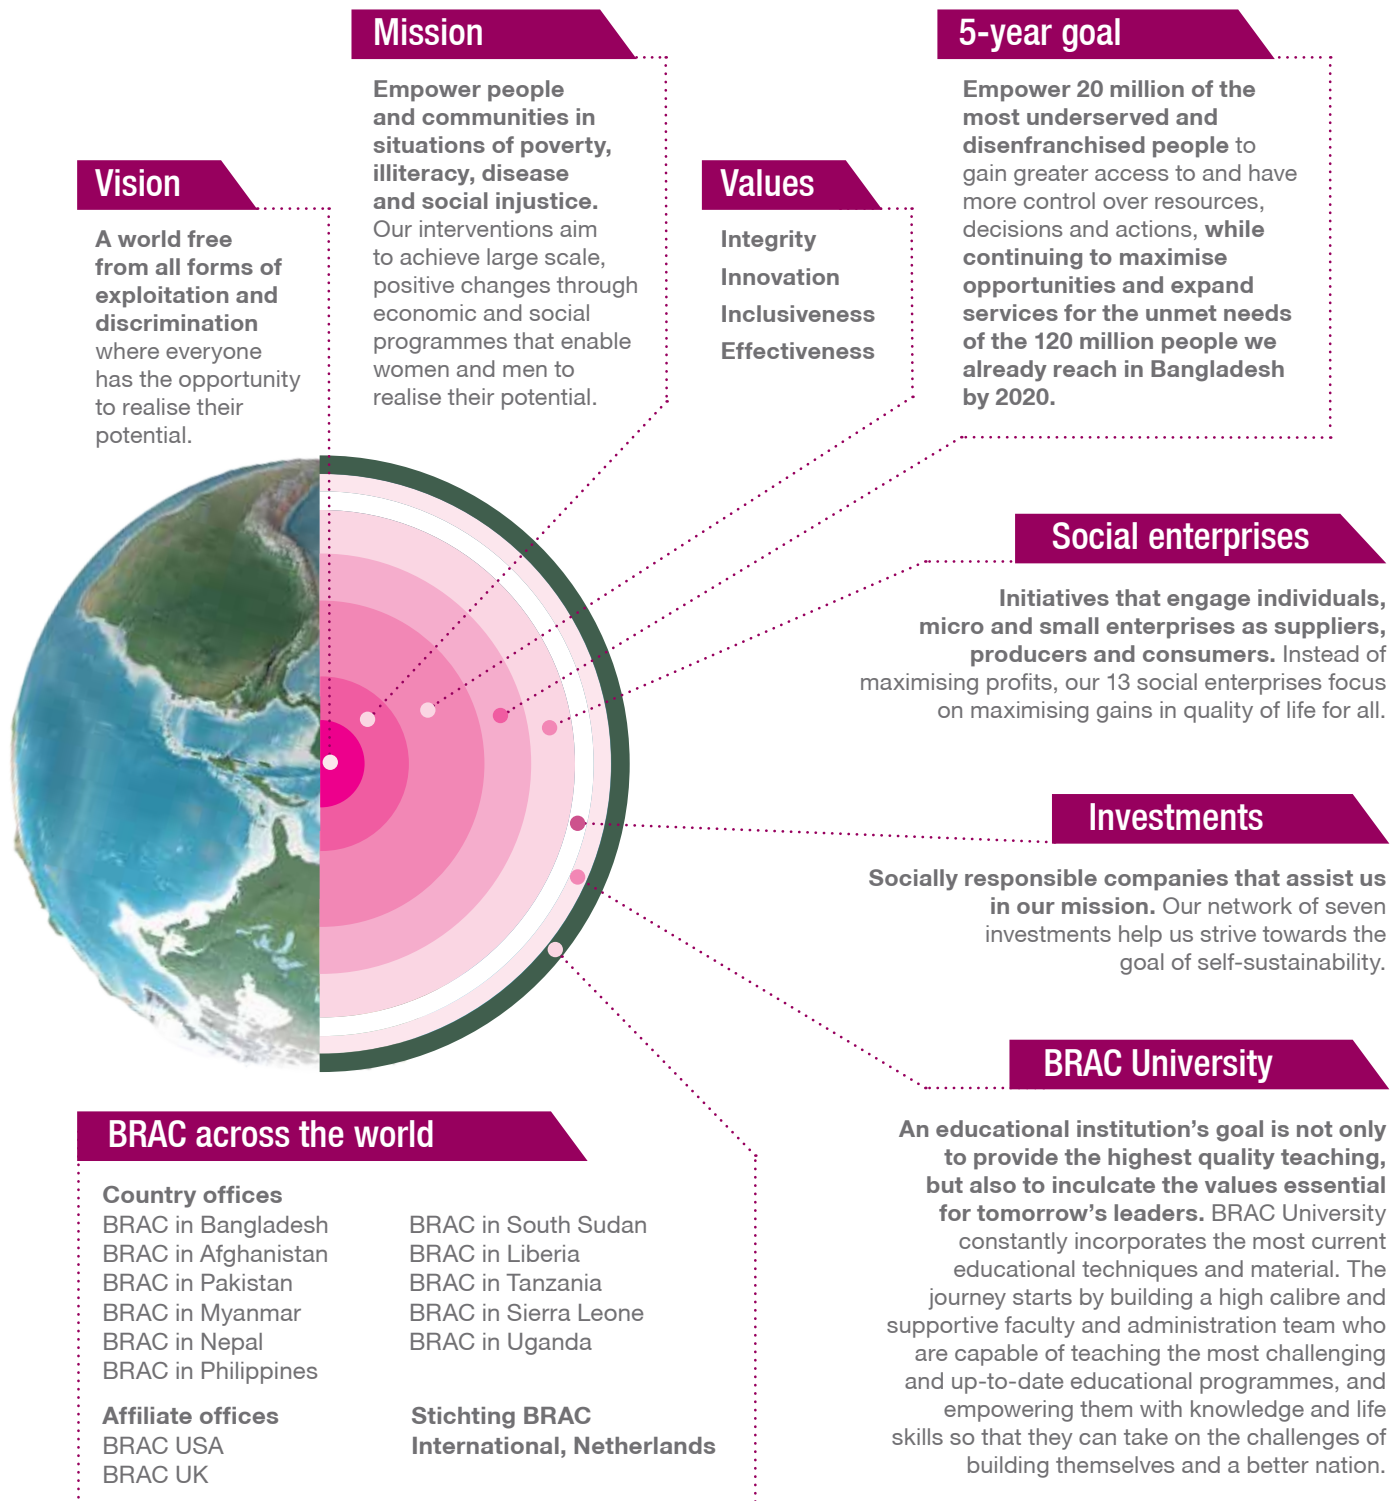 Mission
Empower people
and communities in
situations of poverty,
illiteracy, disease
and social injustice.
Our interventions aim
to achieve large scale,
positive changes through
economic and social
programmes that enable
women and men to
realise their potential.
5-year goal
Empower 20 million of the
most underserved and
disenfranchised people to
gain greater access to and have
more control over resources,
decisions and actions, while
continuing to maximise
opportunities and expand
services for the unmet needs
of the 120 million people we
already reach in Bangladesh
by 2020.
Vision
A world free
from all forms of
exploitation and
discrimination
where everyone
has the opportunity
to realise their
potential.
Values
Integrity
Innovation
Inclusiveness
Effectiveness
Social enterprises
Initiatives that engage individuals,
micro and small enterprises as suppliers,
producers and consumers. Instead of
maximising profits, our 13 social enterprises focus
on maximising gains in quality of life for all.
Investments
Socially responsible companies that assist us
in our mission. Our network of seven
investments help us strive towards the
goal of self-sustainability.
BRAC University
An educational institution's goal is not only
to provide the highest quality teaching,
but also to inculcate the values essential
for tomorrow's leaders. BRAC University
constantly incorporates the most current
educational techniques and material. The
journey starts by building a high calibre and
supportive faculty and administration team who
are capable of teaching the most challenging
and up-to-date educational programmes, and
empowering them with knowledge and life
skills so that they can take on the challenges of
building themselves and a better nation.
BRAC across the world
Country offices
BRAC in Bangladesh
BRAC in Afghanistan
BRAC in Pakistan
BRAC in Myanmar
BRAC in Nepal
BRAC in Philippines
BRAC in South Sudan
BRAC in Liberia
BRAC in Tanzania
BRAC in Sierra Leone
BRAC in Uganda
Affiliate offices
BRAC USA
BRAC UK
Stichting BRAC
International, Netherlands